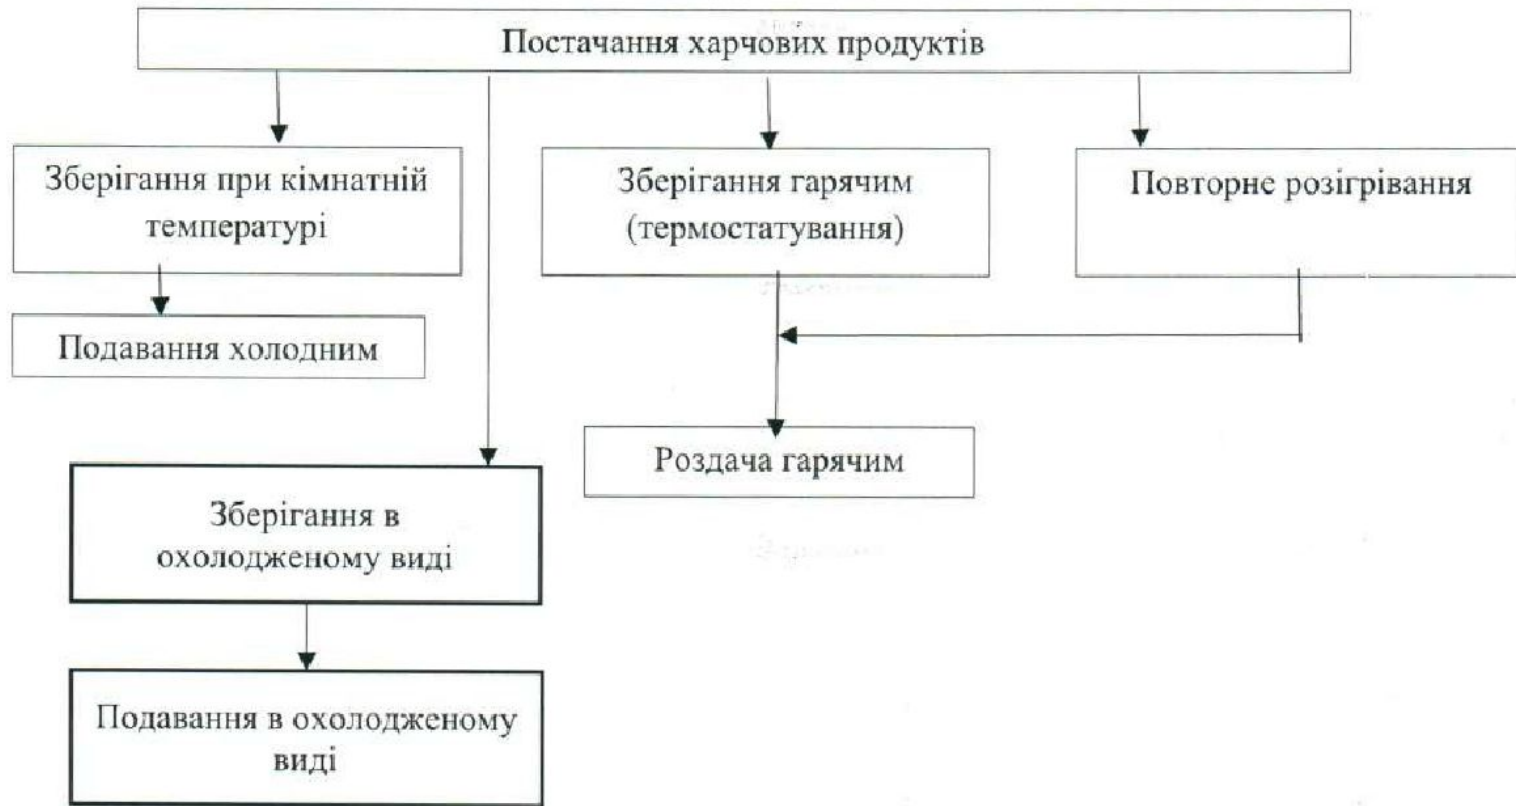 Постачання харчових продуктів
Зберігання при кімнатній
температурі
Зберігання гарячим
(термостатування)
Повторне розігрівання
Подавання холодним
Роздача гарячим
Зберігання в
охолодженому виді
Подавання в охолодженому
виді